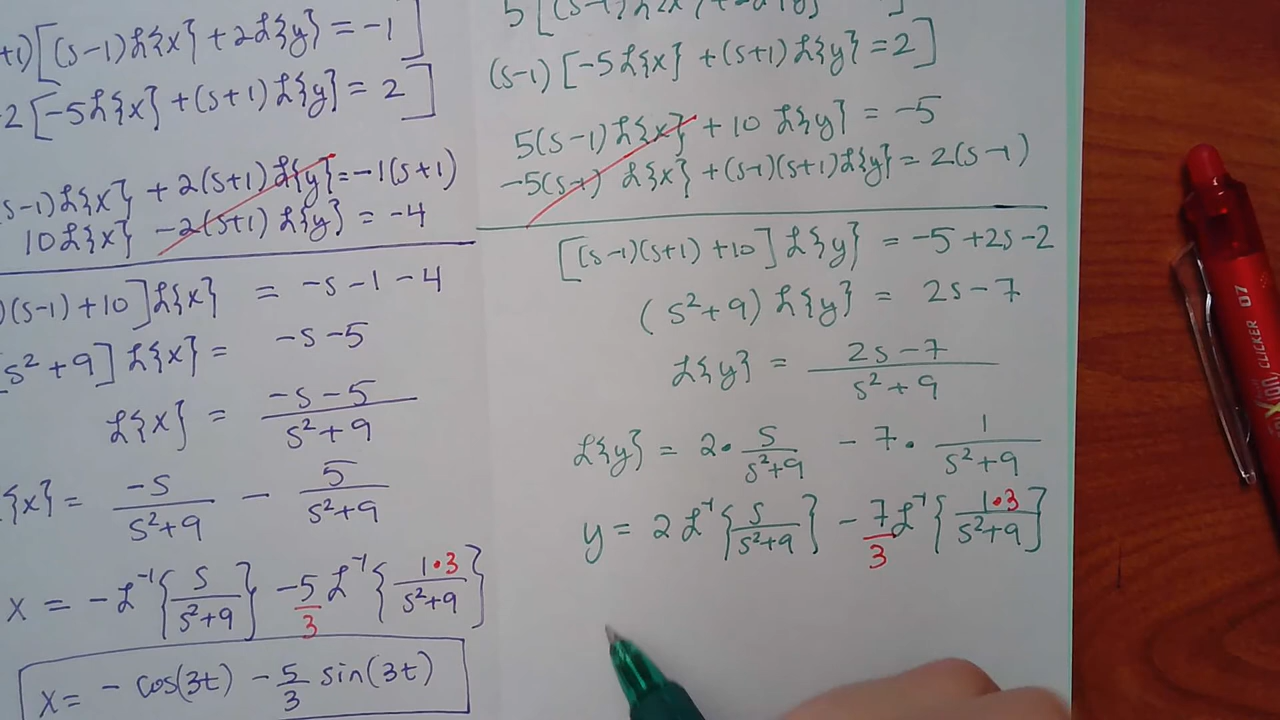 +1)[(s-1)ℒ{x} + 2ℒ{y} = -1]
-2[-5ℒ{x} + (s+1)ℒ{y} = 2]
s-1)ℒ{x} + 2(s+1)ℒ{y} = -1(s+1)
10ℒ{x} -2(s+1)ℒ{y} = -4
)(s-1)+10]ℒ{x} = -s-1-4
[s²+9]ℒ{x} = -s-5
ℒ{x} = (-s-5)/(s²+9)
{x} = -s/(s²+9) - 5/(s²+9)
x = -ℒ⁻¹{s/(s²+9)} -5/3 ℒ⁻¹{1•3/(s²+9)}
x = -cos(3t) - 5/3 sin(3t)
(s-1)[-5ℒ{x} + (s+1)ℒ{y} = 2]
5(s-1)ℒ{x} + 10ℒ{y} = -5
-5(s-1)ℒ{x} + (s-1)(s+1)ℒ{y} = 2(s-1)
[(s-1)(s+1)+10]ℒ{y} = -5+2s-2
(s²+9)ℒ{y} = 2s-7
ℒ{y} = (2s-7)/(s²+9)
ℒ{y} = 2•s/(s²+9) - 7•1/(s²+9)
y = 2ℒ⁻¹{s/(s²+9)} - 7/3 ℒ⁻¹{1•3/(s²+9)}
CLICKER 07